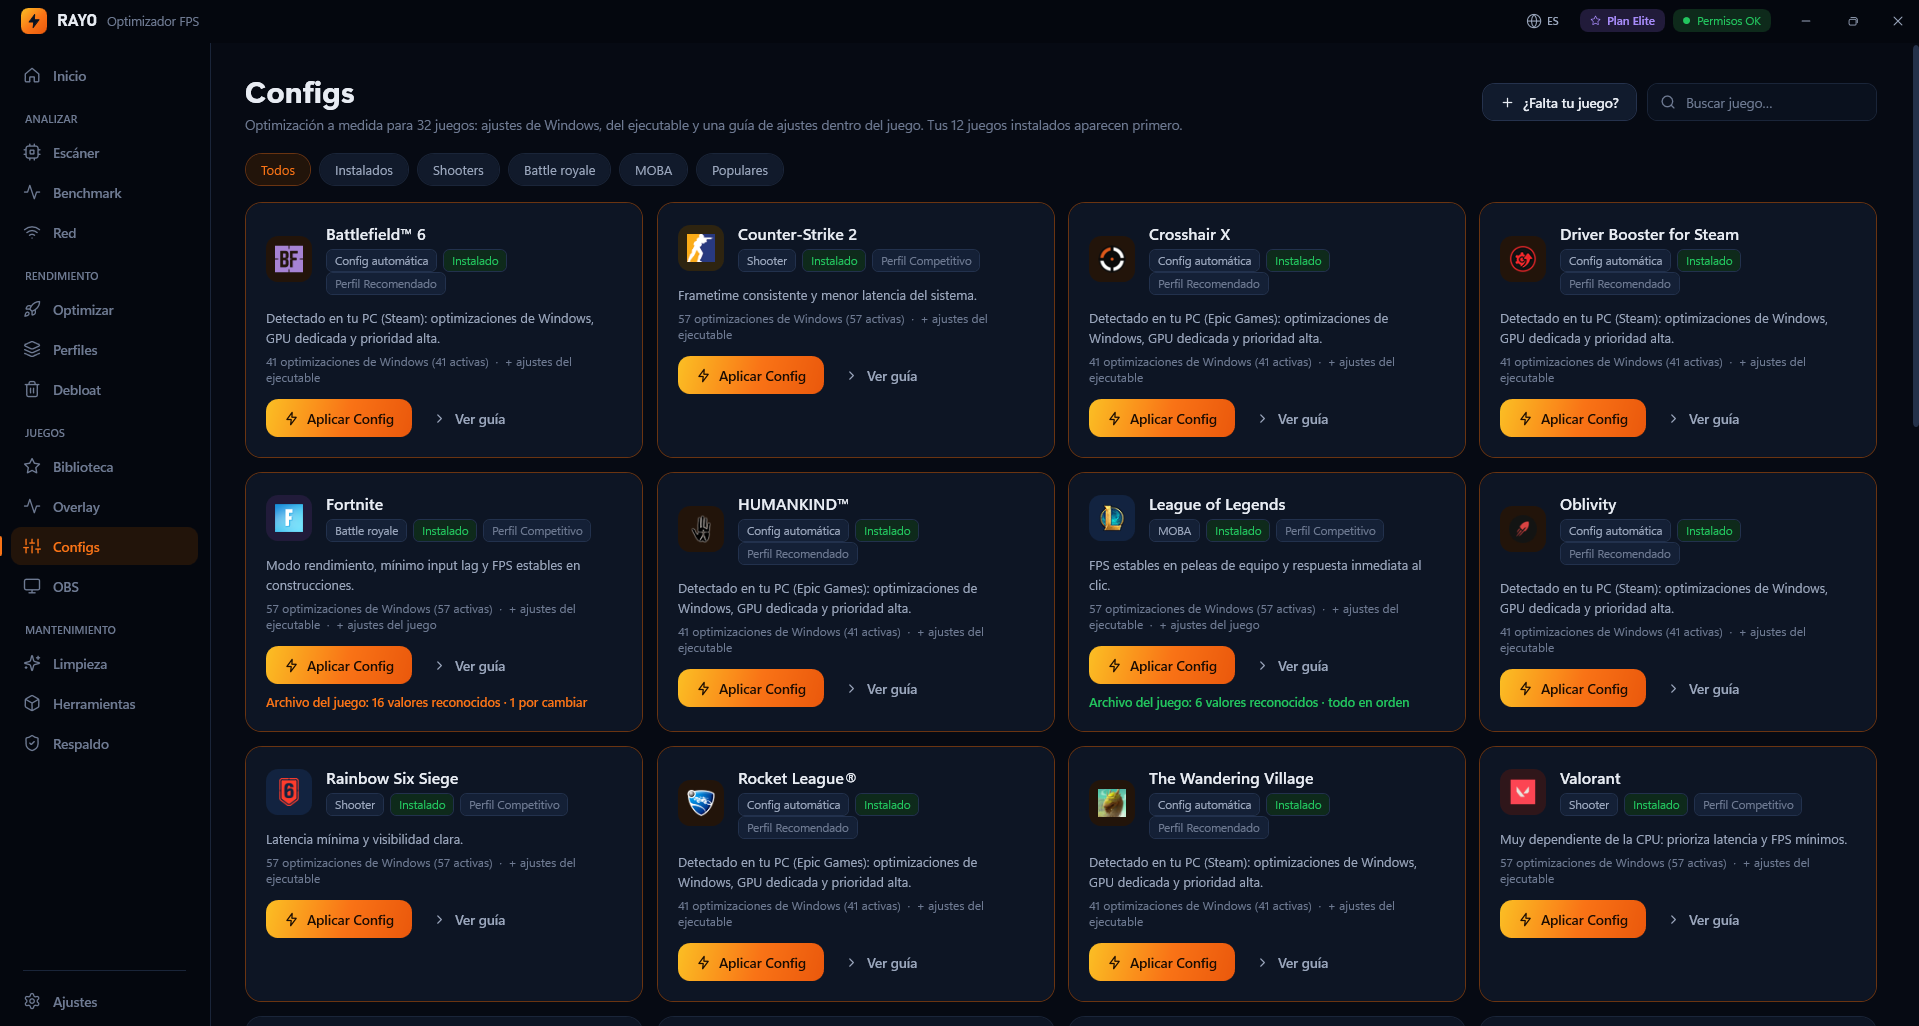 RAYO Optimizador FPS
ES
Plan Elite
Permisos OK
Inicio
ANALIZAR
Escáner
Benchmark
Red
RENDIMIENTO
Optimizar
Perfiles
Debloat
JUEGOS
Biblioteca
Overlay
Configs
OBS
MANTENIMIENTO
Limpieza
Herramientas
Respaldo
Ajustes
Configs
Optimización a medida para 32 juegos: ajustes de Windows, del ejecutable y una guía de ajustes dentro del juego. Tus 12 juegos instalados aparecen primero.
+ ¿Falta tu juego?
Buscar juego...
Todos
Instalados
Shooters
Battle royale
MOBA
Populares
BF
Battlefield™ 6
Config automática
Instalado
Perfil Recomendado
Detectado en tu PC (Steam): optimizaciones de Windows,
GPU dedicada y prioridad alta.
41 optimizaciones de Windows (41 activas) · + ajustes del
ejecutable
Aplicar Config
Ver guía
Counter-Strike 2
Shooter
Instalado
Perfil Competitivo
Frametime consistente y menor latencia del sistema.
57 optimizaciones de Windows (57 activas) · + ajustes del
ejecutable
Aplicar Config
Ver guía
Crosshair X
Config automática
Instalado
Perfil Recomendado
Detectado en tu PC (Epic Games): optimizaciones de
Windows, GPU dedicada y prioridad alta.
41 optimizaciones de Windows (41 activas) · + ajustes del
ejecutable
Aplicar Config
Ver guía
Driver Booster for Steam
Config automática
Instalado
Perfil Recomendado
Detectado en tu PC (Steam): optimizaciones de Windows,
GPU dedicada y prioridad alta.
41 optimizaciones de Windows (41 activas) · + ajustes del
ejecutable
Aplicar Config
Ver guía
F
Fortnite
Battle royale
Instalado
Perfil Competitivo
Modo rendimiento, mínimo input lag y FPS estables en
construcciones.
57 optimizaciones de Windows (57 activas) · + ajustes del
ejecutable · + ajustes del juego
Aplicar Config
Ver guía
Archivo del juego: 16 valores reconocidos · 1 por cambiar
HUMANKIND™
Config automática
Instalado
Perfil Recomendado
Detectado en tu PC (Epic Games): optimizaciones de
Windows, GPU dedicada y prioridad alta.
41 optimizaciones de Windows (41 activas) · + ajustes del
ejecutable
Aplicar Config
Ver guía
L
League of Legends
MOBA
Instalado
Perfil Competitivo
FPS estables en peleas de equipo y respuesta inmediata al
clic.
57 optimizaciones de Windows (57 activas) · + ajustes del
ejecutable · + ajustes del juego
Aplicar Config
Ver guía
Archivo del juego: 6 valores reconocidos · todo en orden
Oblivity
Config automática
Instalado
Perfil Recomendado
Detectado en tu PC (Steam): optimizaciones de Windows,
GPU dedicada y prioridad alta.
41 optimizaciones de Windows (41 activas) · + ajustes del
ejecutable
Aplicar Config
Ver guía
6
Rainbow Six Siege
Shooter
Instalado
Perfil Competitivo
Latencia mínima y visibilidad clara.
57 optimizaciones de Windows (57 activas) · + ajustes del
ejecutable
Aplicar Config
Ver guía
Rocket League®
Config automática
Instalado
Perfil Recomendado
Detectado en tu PC (Epic Games): optimizaciones de
Windows, GPU dedicada y prioridad alta.
41 optimizaciones de Windows (41 activas) · + ajustes del
ejecutable
Aplicar Config
Ver guía
The Wandering Village
Config automática
Instalado
Perfil Recomendado
Detectado en tu PC (Steam): optimizaciones de Windows,
GPU dedicada y prioridad alta.
41 optimizaciones de Windows (41 activas) · + ajustes del
ejecutable
Aplicar Config
Ver guía
Valorant
Shooter
Instalado
Perfil Competitivo
Muy dependiente de la CPU: prioriza latencia y FPS mínimos.
57 optimizaciones de Windows (57 activas) · + ajustes del
ejecutable
Aplicar Config
Ver guía